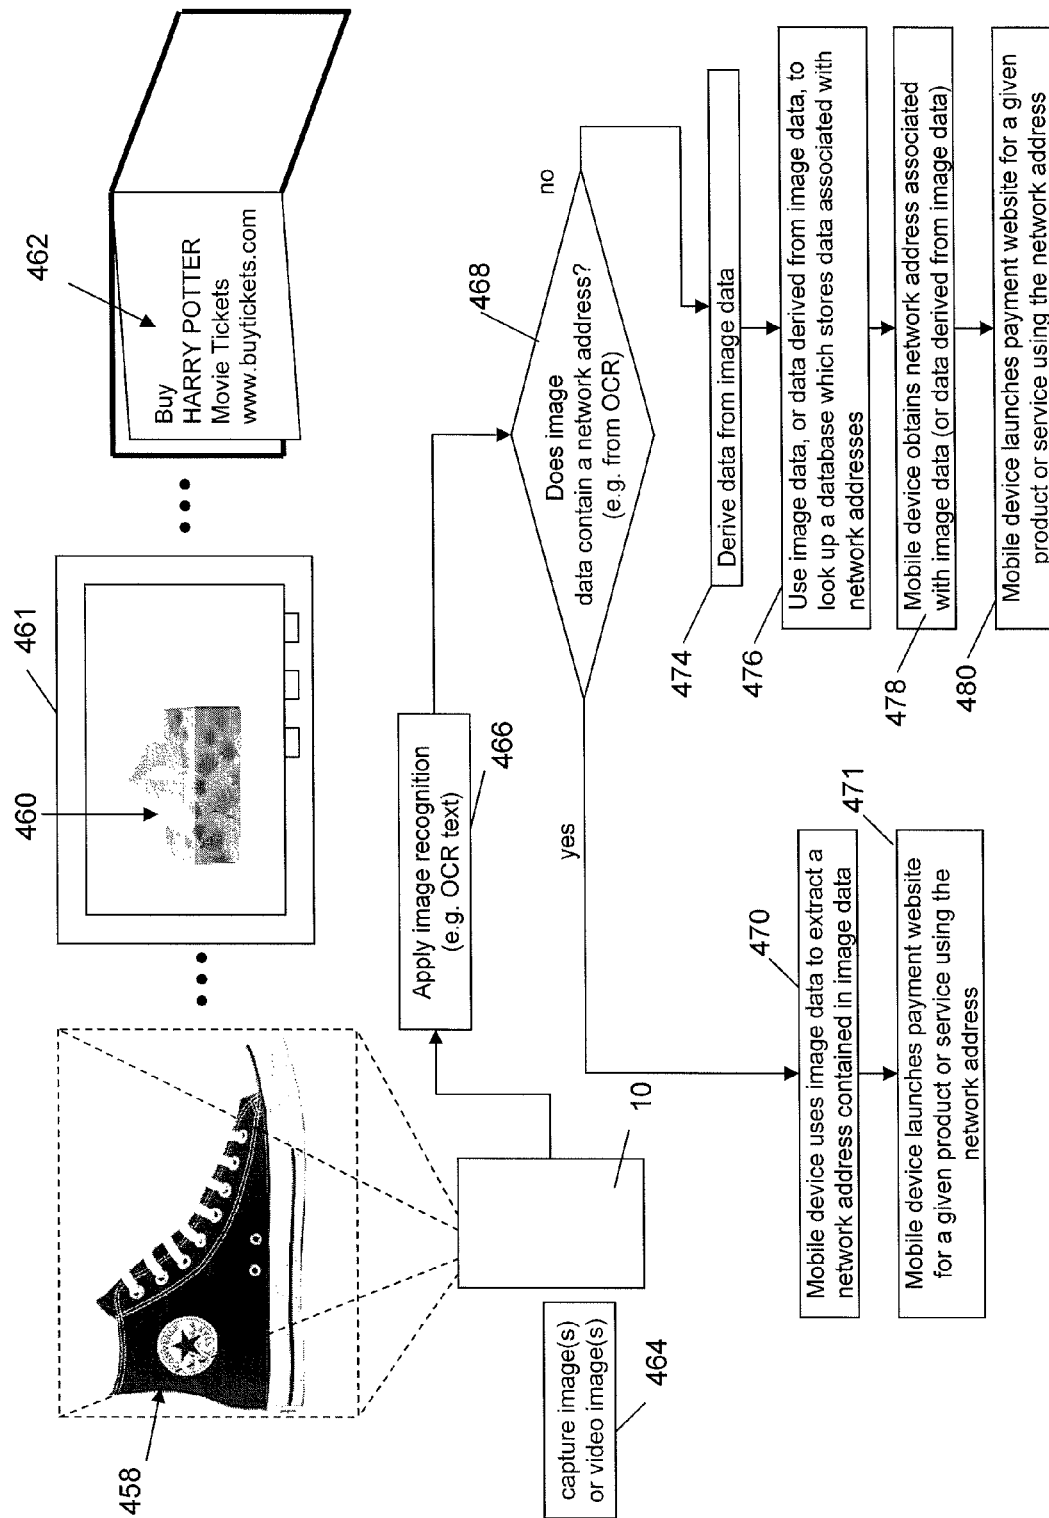 458
460
461
462
Buy
HARRY POTTER
Movie Tickets
www.buytickets.com
capture image(s)
or video image(s)
464
10
Apply image recognition
(e.g. OCR text)
466
Does image
data contain a network address?
(e.g. from OCR)
468
yes
no
470
Mobile device uses image data to extract a
network address contained in image data
471
Mobile device launches payment website
for a given product or service using the
network address
474
Derive data from image data
476
Use image data, or data derived from image data, to
look up a database which stores data associated with
network addresses
478
Mobile device obtains network address associated
with image data (or data derived from image data)
480
Mobile device launches payment website for a given
product or service using the network address